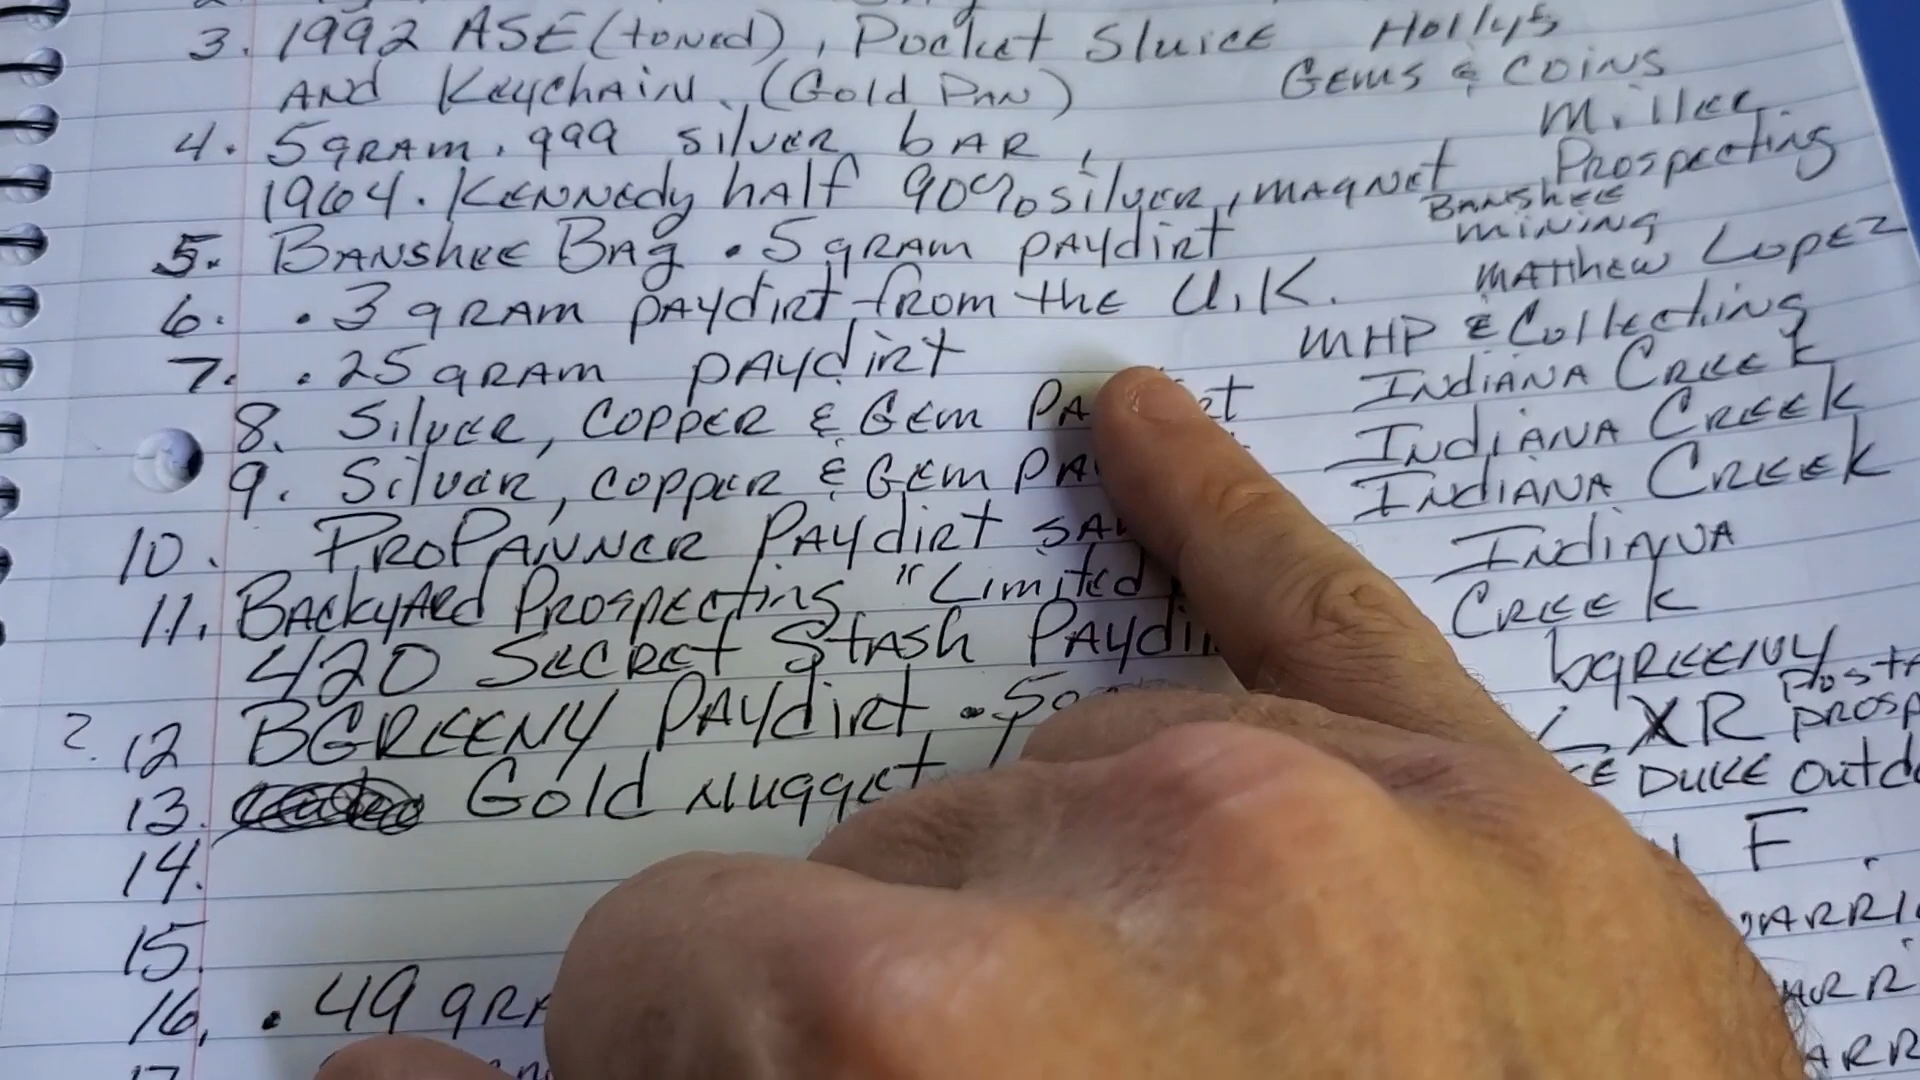 3. 1992 ASE (toned), Pocket Sluice Hollys
And Keychain. (Gold Pan) Gems & Coins
4. 5 gram .999 silver bar, Miller
1964. Kennedy half 90% silver, magnet Prospecting
5. Banshee Bag .5 gram paydirt Banshee mining
6. .3 gram paydirt from the U.K. Matthew Lopez
7. .25 gram paydirt MHP & Collecting
8. Silver, Copper & Gem Indiana Creek
9. Silver, copper & Gem Indiana Creek
10. ProPanner Paydirt Indiana Creek
11. Backyard Prospecting "Limited Indiana
420 Secret Stash Creek
? 12 BGREENY Paydirt bgreeny
13. Gold Nugget XR
DUKE
14. F
15.
16. .49
17.